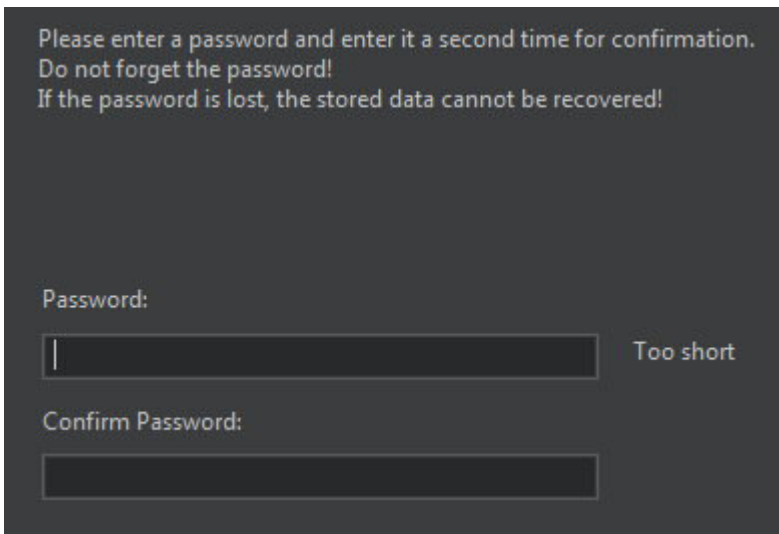 Please enter a password and enter it a second time for confirmation.
Do not forget the password!
If the password is lost, the stored data cannot be recovered!
Password:
Too short
Confirm Password: